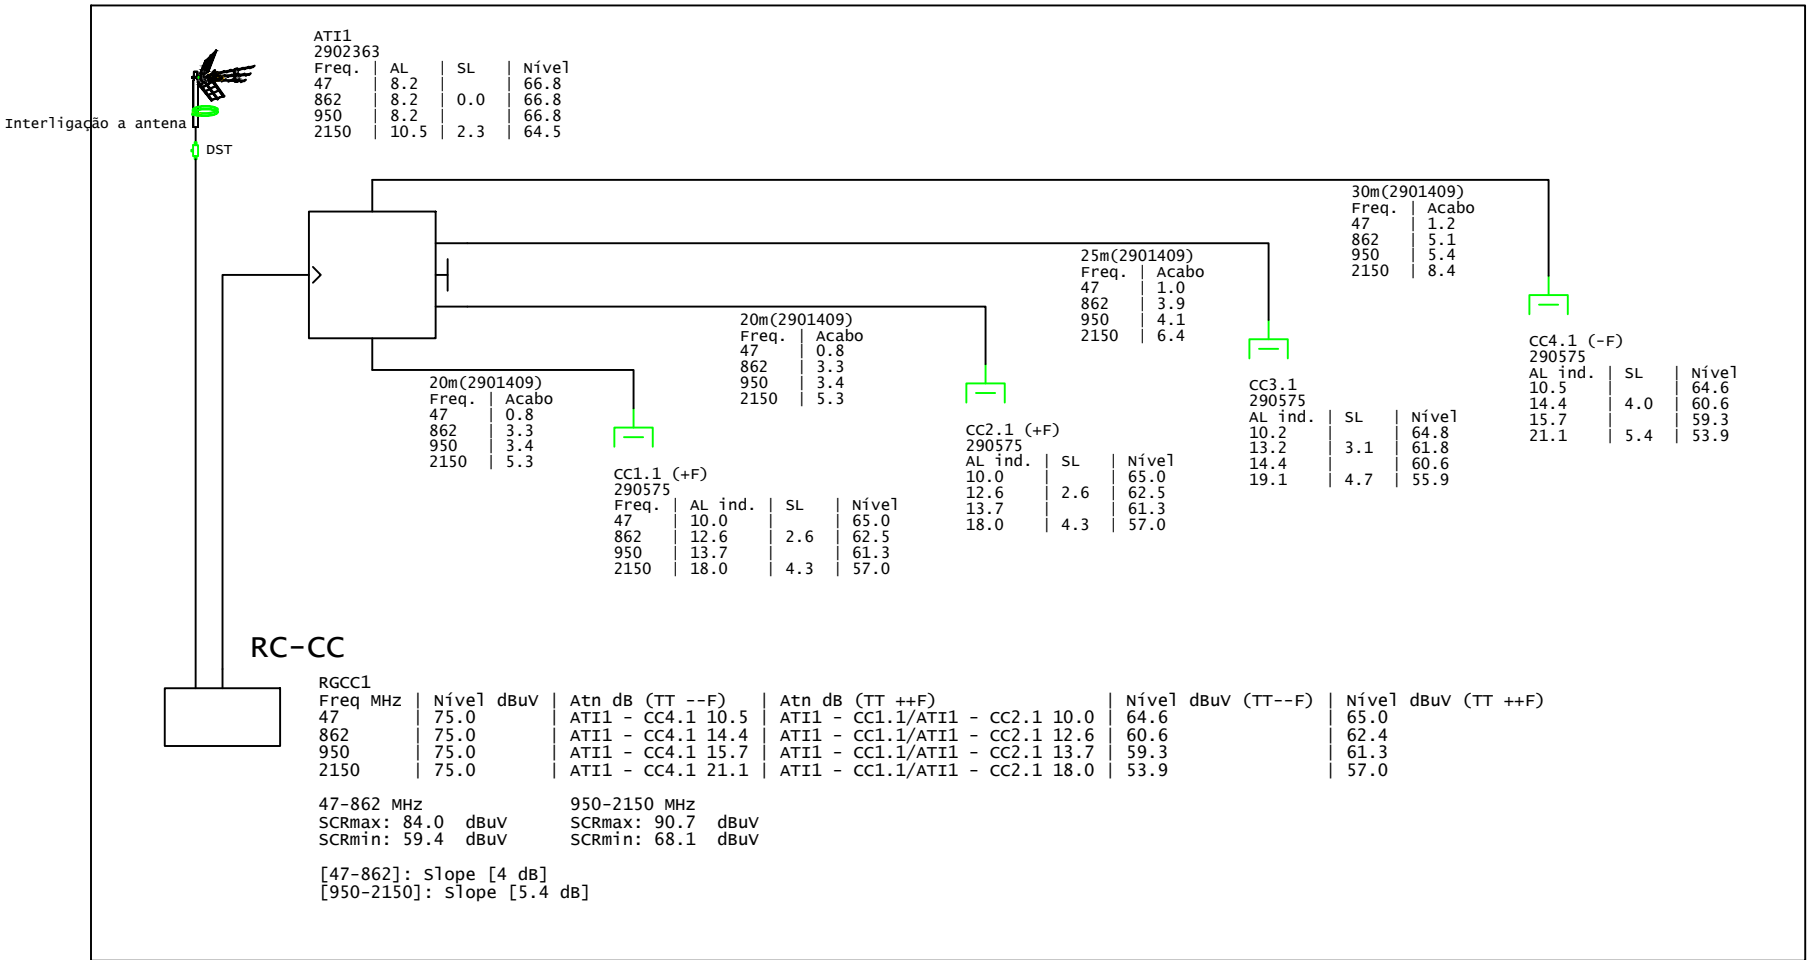 ATI1
2902363
Freq. | AL | SL | Nível
47 | 8.2 | | 66.8
862 | 8.2 | 0.0 | 66.8
950 | 8.2 | | 66.8
2150 | 10.5 | 2.3 | 64.5
Interligação a antena
DST
30m(2901409)
Freq. | Acabo
47 | 1.2
862 | 5.1
950 | 5.4
2150 | 8.4
25m(2901409)
Freq. | Acabo
47 | 1.0
862 | 3.9
950 | 4.1
2150 | 6.4
20m(2901409)
Freq. | Acabo
47 | 0.8
862 | 3.3
950 | 3.4
2150 | 5.3
20m(2901409)
Freq. | Acabo
47 | 0.8
862 | 3.3
950 | 3.4
2150 | 5.3
CC4.1 (-F)
290575
AL ind. | SL | Nível
10.5 | | 64.6
14.4 | 4.0 | 60.6
15.7 | | 59.3
21.1 | 5.4 | 53.9
CC3.1
290575
AL ind. | SL | Nível
10.2 | | 64.8
13.2 | 3.1 | 61.8
14.4 | | 60.6
19.1 | 4.7 | 55.9
CC2.1 (+F)
290575
AL ind. | SL | Nível
10.0 | | 65.0
12.6 | 2.6 | 62.5
13.7 | | 61.3
18.0 | 4.3 | 57.0
CC1.1 (+F)
290575
Freq. | AL ind. | SL | Nível
47 | 10.0 | | 65.0
862 | 12.6 | 2.6 | 62.5
950 | 13.7 | | 61.3
2150 | 18.0 | 4.3 | 57.0
RC-CC
RGCC1
Freq MHz | Nível dBuV | Atn dB (TT --F) | Atn dB (TT ++F) | Nível dBuV (TT--F) | Nível dBuV (TT ++F)
47 | 75.0 | ATI1 - CC4.1 10.5 | ATI1 - CC1.1/ATI1 - CC2.1 10.0 | 64.6 | 65.0
862 | 75.0 | ATI1 - CC4.1 14.4 | ATI1 - CC1.1/ATI1 - CC2.1 12.6 | 60.6 | 62.4
950 | 75.0 | ATI1 - CC4.1 15.7 | ATI1 - CC1.1/ATI1 - CC2.1 13.7 | 59.3 | 61.3
2150 | 75.0 | ATI1 - CC4.1 21.1 | ATI1 - CC1.1/ATI1 - CC2.1 18.0 | 53.9 | 57.0
47-862 MHz 950-2150 MHz
SCRmax: 84.0 dBuV SCRmax: 90.7 dBuV
SCRmin: 59.4 dBuV SCRmin: 68.1 dBuV
[47-862]: Slope [4 dB]
[950-2150]: Slope [5.4 dB]